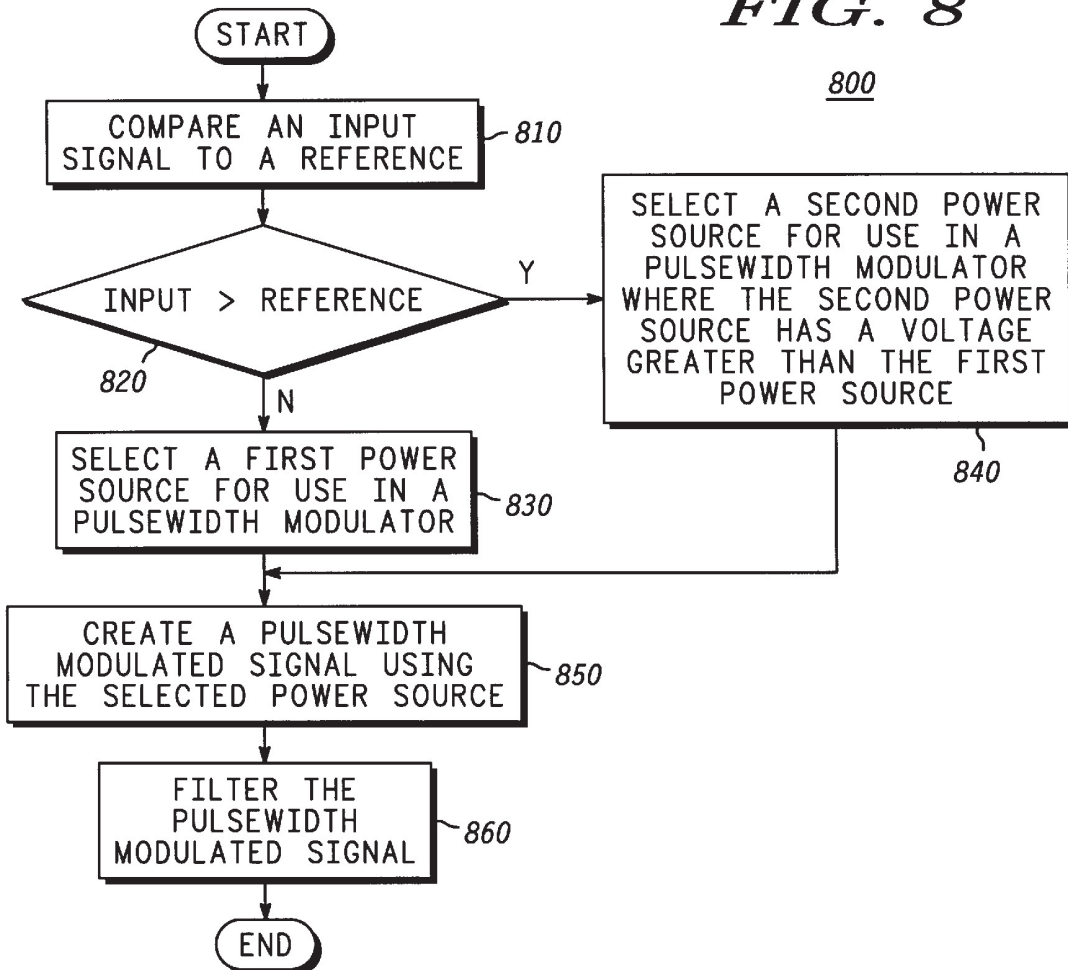 FIG. 8
800
START
COMPARE AN INPUT
SIGNAL TO A REFERENCE
810
INPUT > REFERENCE
820
Y
N
SELECT A SECOND POWER
SOURCE FOR USE IN A
PULSEWIDTH MODULATOR
WHERE THE SECOND POWER
SOURCE HAS A VOLTAGE
GREATER THAN THE FIRST
POWER SOURCE
840
SELECT A FIRST POWER
SOURCE FOR USE IN A
PULSEWIDTH MODULATOR
830
CREATE A PULSEWIDTH
MODULATED SIGNAL USING
THE SELECTED POWER SOURCE
850
FILTER THE
PULSEWIDTH
MODULATED SIGNAL
860
END